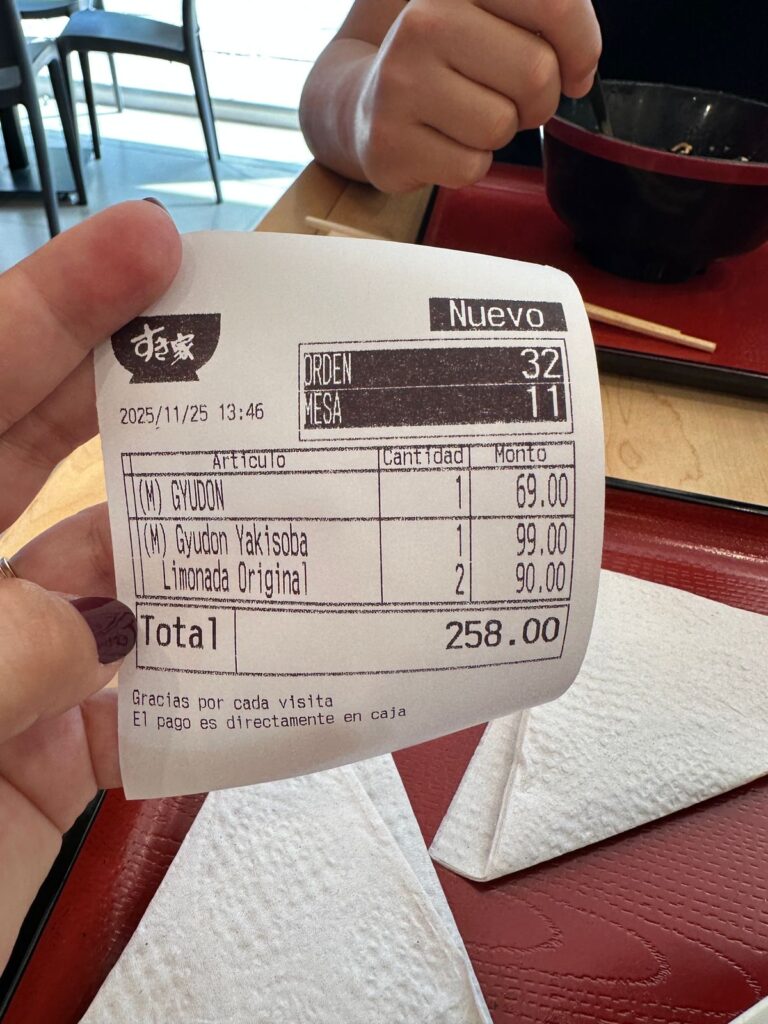 Nuevo
すき家
ORDEN 32
MESA 11
2025/11/25 13:46
Artículo Cantidad Monto
(M) GYUDON 1 69.00
(M) Gyudon Yakisoba 1 99.00
Limonada Original 2 90.00
Total 258.00
Gracias por cada visita
El pago es directamente en caja